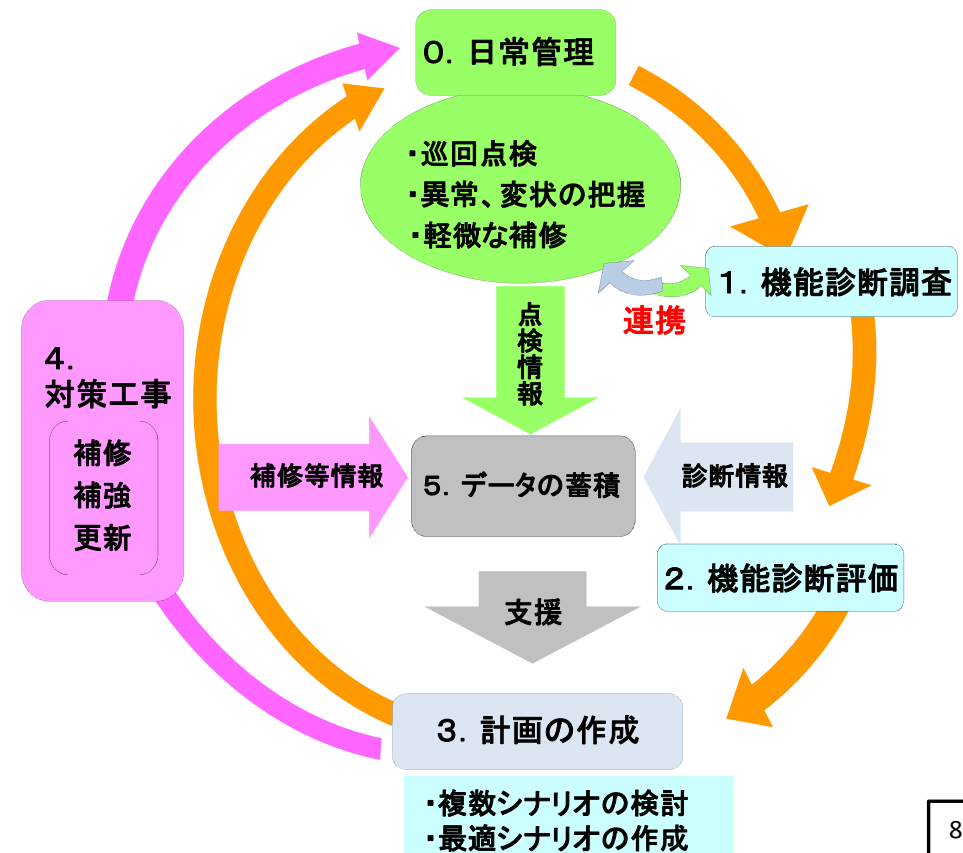 ０．日常管理
・巡回点検
・異常、変状の把握
・軽微な補修
１．機能診断調査
連携
点検情報
４．
対策工事
補修
補強
更新
補修等情報
５．データの蓄積
診断情報
２．機能診断評価
支援
３．計画の作成
・複数シナリオの検討
・最適シナリオの作成
8